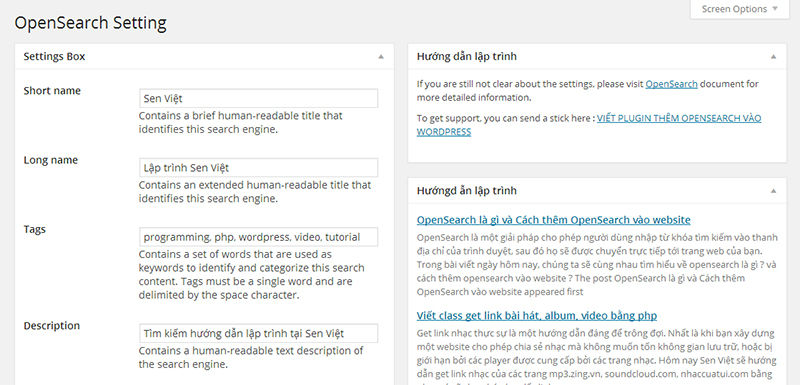 Screen Options
OpenSearch Setting
Settings Box
Short name
Sen Việt
Contains a brief human-readable title that
identifies this search engine.
Long name
Lập trình Sen Việt
Contains an extended human-readable title that
identifies this search engine.
Tags
programming, php, wordpress, video, tutorial
Contains a set of words that are used as
keywords to identify and categorize this search
content. Tags must be a single word and are
delimited by the space character.
Description
Tìm kiếm hướng dẫn lập trình tại Sen Việt
Contains a human-readable text description of
the search engine.
Hướng dẫn lập trình
If you are still not clear about the settings, please visit OpenSearch document for
more detailed information.
To get support, you can send a stick here : VIẾT PLUGIN THÊM OPENSEARCH VÀO
WORDPRESS
Hướngd ẫn lập trình
OpenSearch là gì và Cách thêm OpenSearch vào website
OpenSearch là một giải pháp cho phép người dùng nhập từ khóa tìm kiếm vào thanh
địa chỉ của trình duyệt, sau đó họ sẽ được chuyển trực tiếp tới trang web của bạn.
Trong bài viết ngày hôm nay, chúng ta sẽ cùng nhau tìm hiểu về opensearch là gì ? và
cách thêm opensearch vào website ? The post OpenSearch là gì và Cách thêm
OpenSearch vào website appeared first
Viết class get link bài hát, album, video bằng php
Get link nhạc thực sự là một hướng dẫn đáng để trông đợi. Nhất là khi bạn xây dựng
một website cho phép chia sẻ nhạc mà không muốn tốn không gian lưu trữ, hoặc bị
giới hạn bởi các player được cung cấp bởi các trang nhạc. Hôm nay Sen Việt sẽ hướng
dẫn get link nhạc của các trang mp3.zing.vn, soundcloud.com, nhaccuatui.com bằng